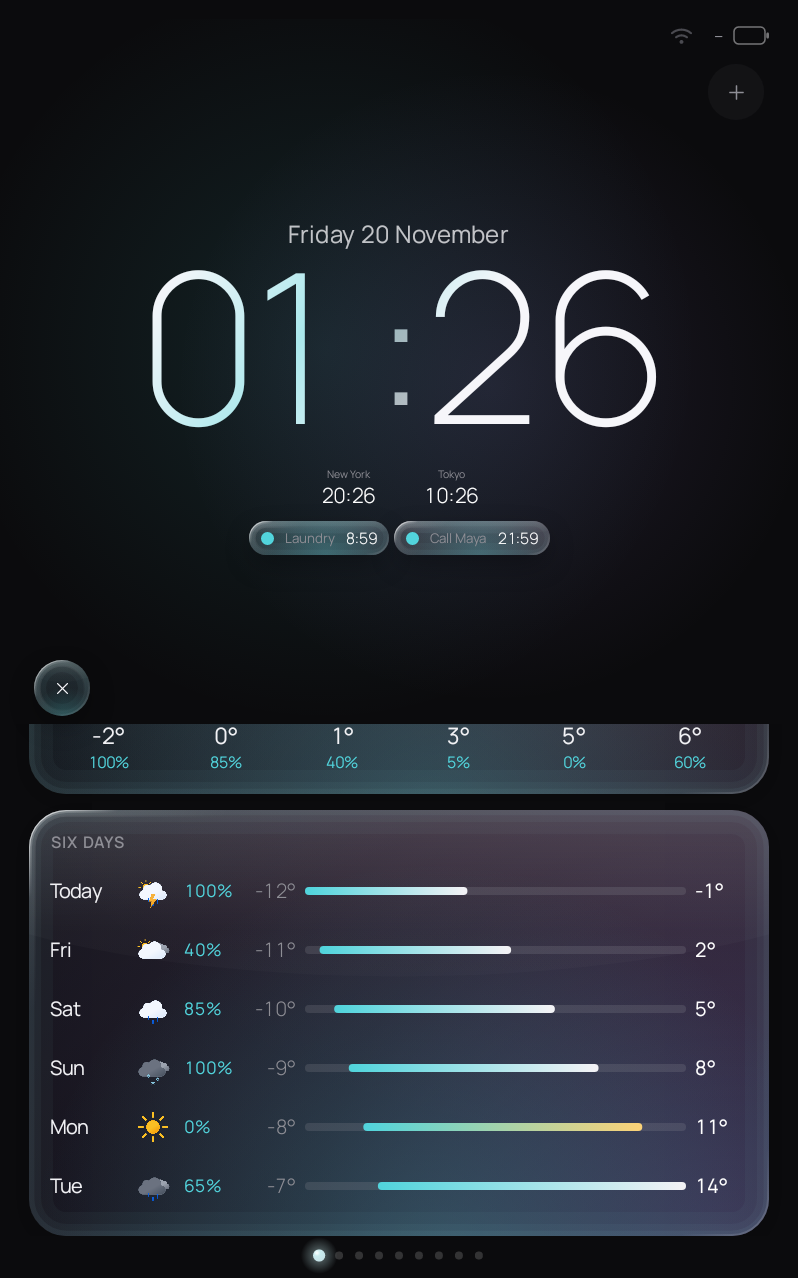 Friday 20 November
01:26
New York Tokyo
20:26 10:26
Laundry 8:59 Call Maya 21:59
-2° 0° 1° 3° 5° 6°
100% 85% 40% 5% 0% 60%
SIX DAYS
Today 100% -12° -1°
Fri 40% -11° 2°
Sat 85% -10° 5°
Sun 100% -9° 8°
Mon 0% -8° 11°
Tue 65% -7° 14°